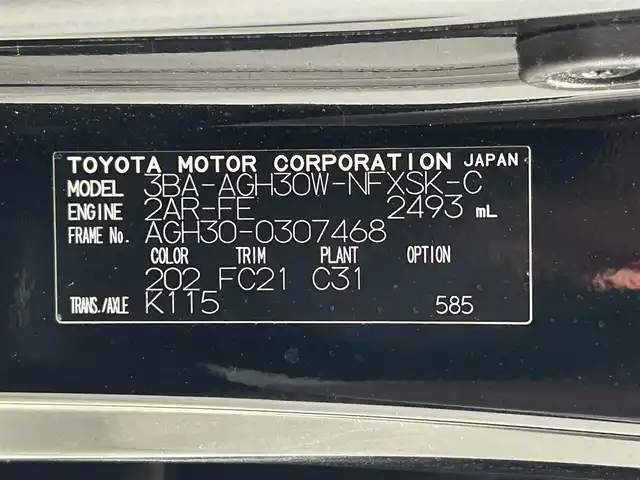 TOYOTA MOTOR CORPORATION JAPAN
MODEL 3BA-AGH30W-NFXSK-C
ENGINE 2AR-FE 2493 mL
FRAME No. AGH30-0307468
COLOR TRIM PLANT OPTION
202 FC21 C31
TRANS./AXLE K115 585